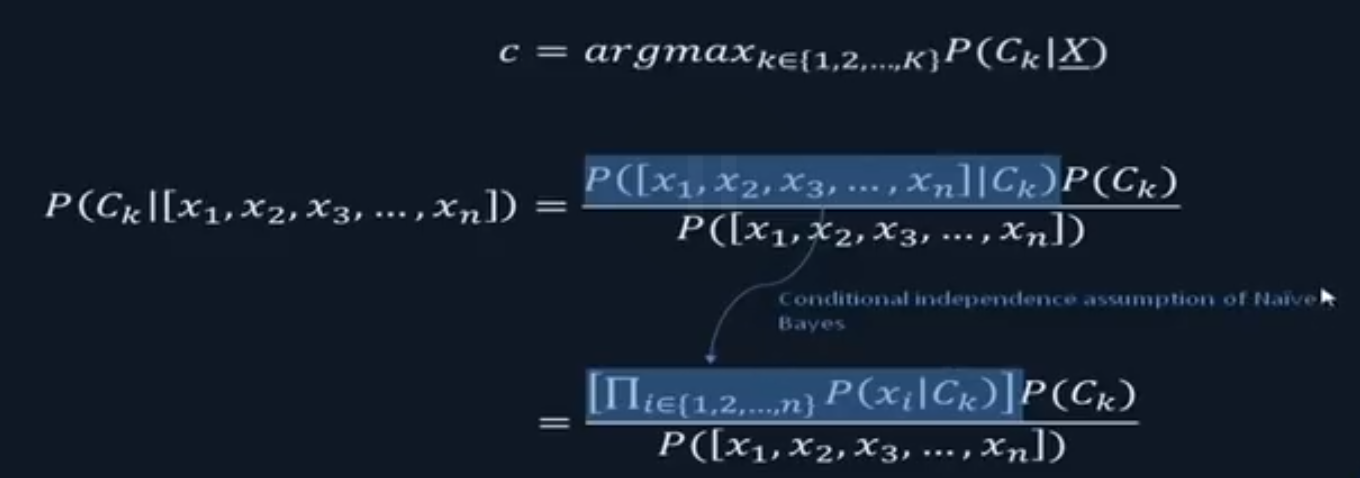 c = argmax_{k∈{1,2,...,K}} P(C_k|X)
P(C_k|[x_1, x_2, x_3, ..., x_n]) = P([x_1, x_2, x_3, ..., x_n]|C_k)P(C_k) / P([x_1, x_2, x_3, ..., x_n])
Conditional independence assumption of Naïve
Bayes
= [∏_{i∈{1,2,...,n}} P(x_i|C_k)]P(C_k) / P([x_1, x_2, x_3, ..., x_n])